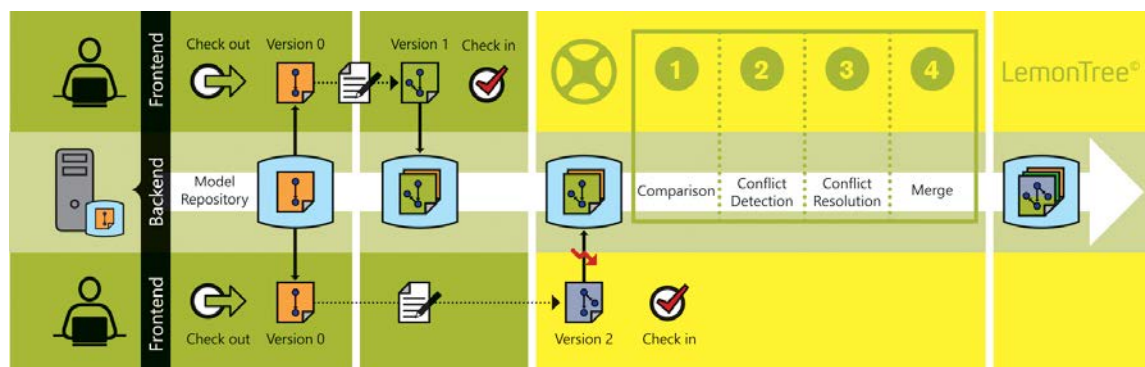 Frontend
Check out
Version 0
Version 1
Check in
1
2
3
4
LemonTree©
Backend
Model
Repository
Comparison
Conflict
Detection
Conflict
Resolution
Merge
Frontend
Check out
Version 0
Version 2
Check in